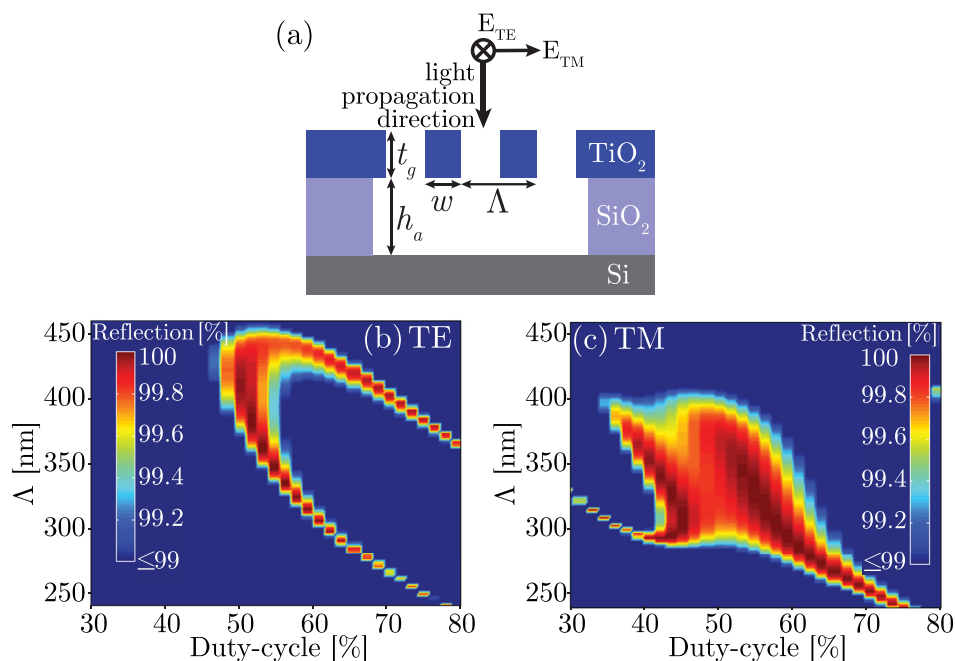 (a)
E_TE
E_TM
light
propagation
direction
t_g
TiO₂
w
Λ
h_a
SiO₂
Si
(b) TE
Reflection [%]
100
99.8
99.6
99.4
99.2
≤99
450
400
350
300
250
Λ [nm]
30 40 50 60 70 80
Duty-cycle [%]
(c) TM
Reflection [%]
100
99.8
99.6
99.4
99.2
≤99
450
400
350
300
250
Λ [nm]
30 40 50 60 70 80
Duty-cycle [%]